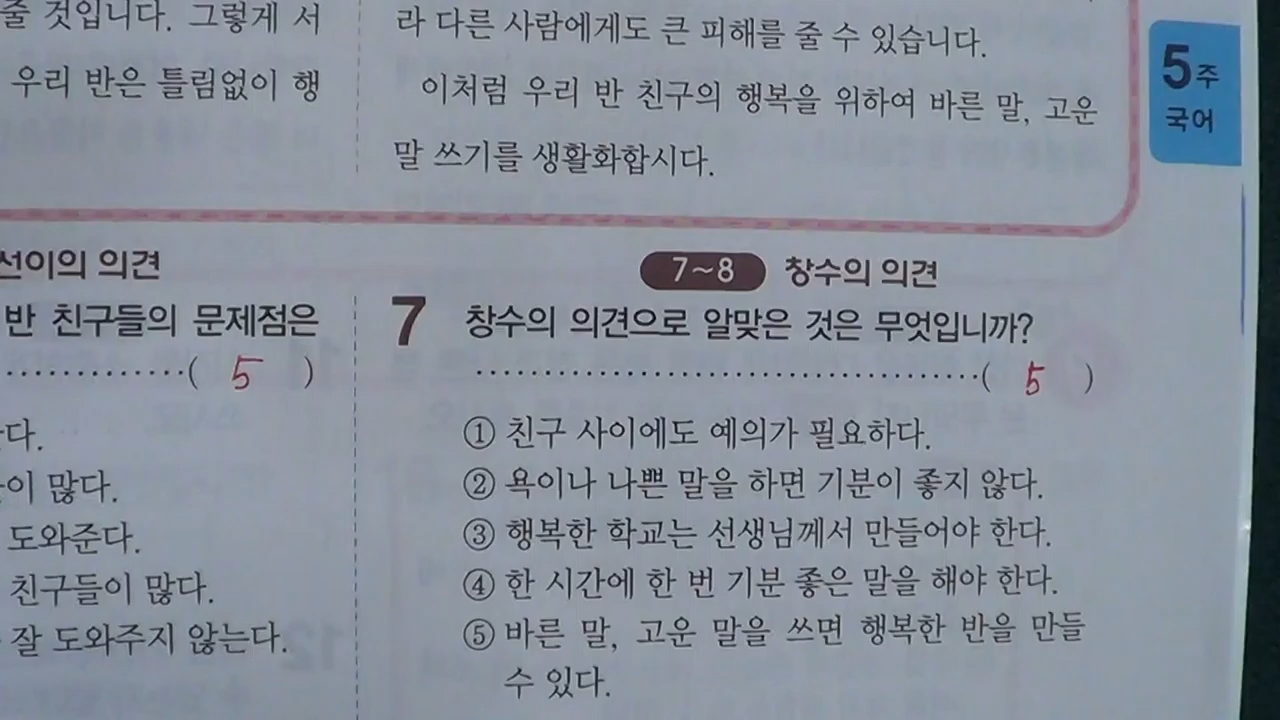 줄 것입니다. 그렇게 서
우리 반은 틀림없이 행
라 다른 사람에게도 큰 피해를 줄 수 있습니다.
이처럼 우리 반 친구의 행복을 위하여 바른 말, 고운
말 쓰기를 생활화합시다.
5주
국어
선이의 의견
반 친구들의 문제점은
( 5 )
다.
이 많다.
도와준다.
친구들이 많다.
잘 도와주지 않는다.
7~8 창수의 의견
7 창수의 의견으로 알맞은 것은 무엇입니까?
( 5 )
① 친구 사이에도 예의가 필요하다.
② 욕이나 나쁜 말을 하면 기분이 좋지 않다.
③ 행복한 학교는 선생님께서 만들어야 한다.
④ 한 시간에 한 번 기분 좋은 말을 해야 한다.
⑤ 바른 말, 고운 말을 쓰면 행복한 반을 만들
수 있다.